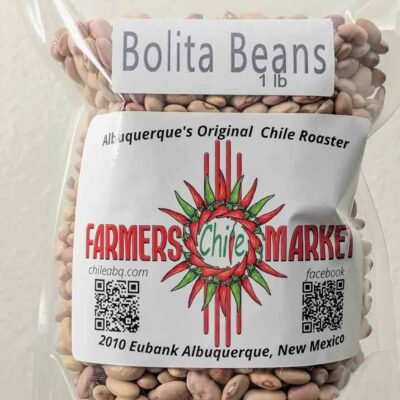 Bolita Beans
1 lb
Albuquerque's Original Chile Roaster
FARMERS Chile MARKET
chileabq.com facebook
2010 Eubank Albuquerque, New Mexico